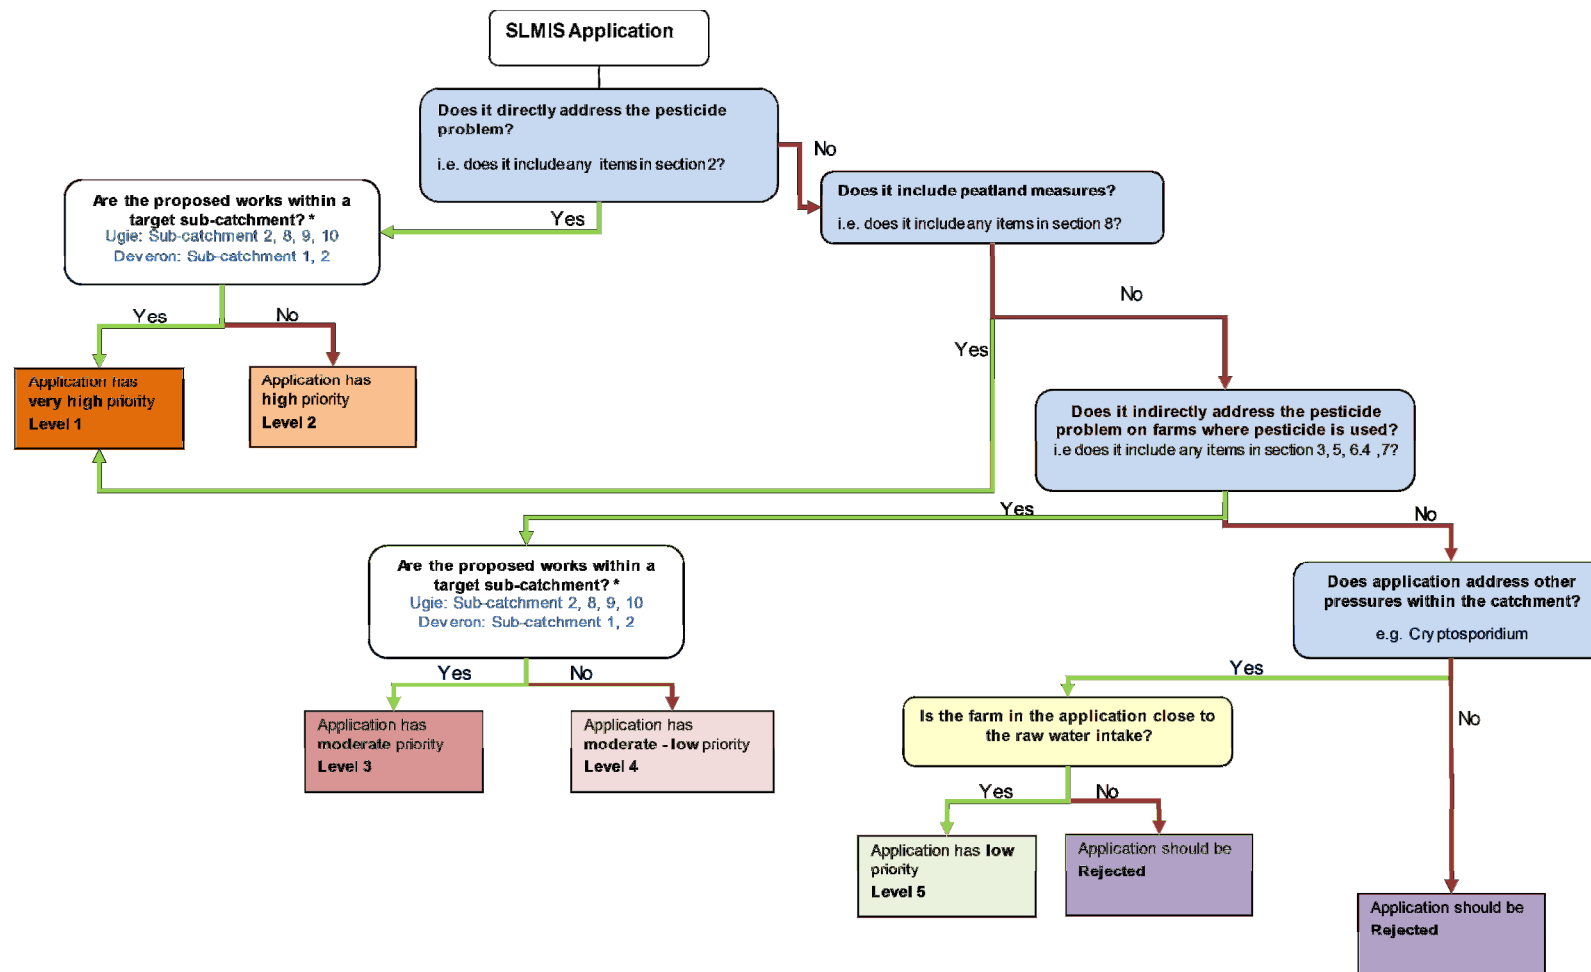 SLMIS Application
Does it directly address the pesticide
problem?
i.e. does it include any items in section 2?
No
Yes
Does it include peatland measures?
i.e. does it include any items in section 8?
Are the proposed works within a
target sub-catchment? *
Ugie: Sub-catchment 2, 8, 9, 10
Deveron: Sub-catchment 1, 2
Yes
No
No
Yes
Application has
very high priority
Level 1
Application has
high priority
Level 2
Does it indirectly address the pesticide
problem on farms where pesticide is used?
i.e does it include any items in section 3, 5, 6.4 ,7?
Yes
No
Are the proposed works within a
target sub-catchment? *
Ugie: Sub-catchment 2, 8, 9, 10
Deveron: Sub-catchment 1, 2
Does application address other
pressures within the catchment?
e.g. Cryptosporidium
Yes
No
Yes
No
Application has
moderate priority
Level 3
Application has
moderate - low priority
Level 4
Is the farm in the application close to
the raw water intake?
Yes
No
Application has low
priority
Level 5
Application should be
Rejected
Application should be
Rejected